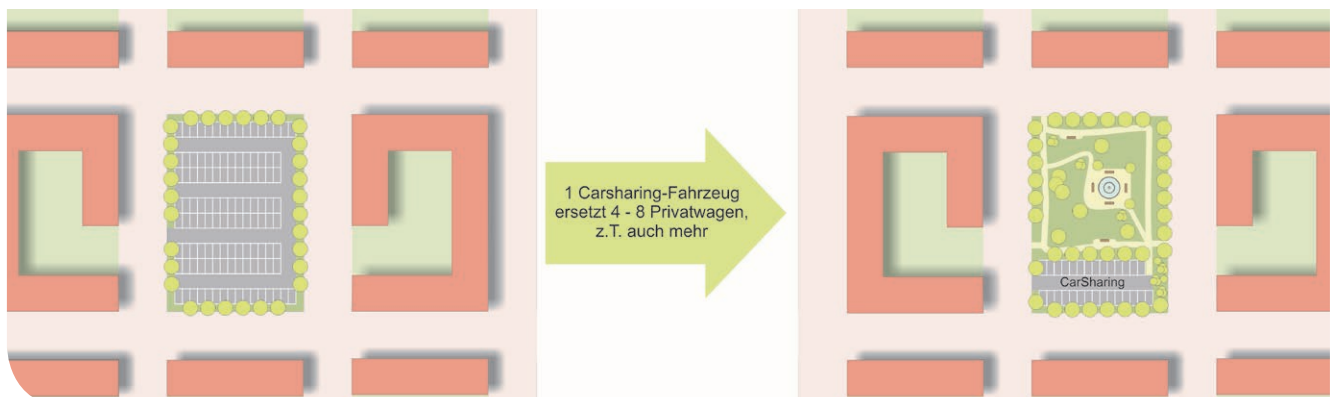 1 Carsharing-Fahrzeug
ersetzt 4 - 8 Privatwagen,
z.T. auch mehr
CarSharing